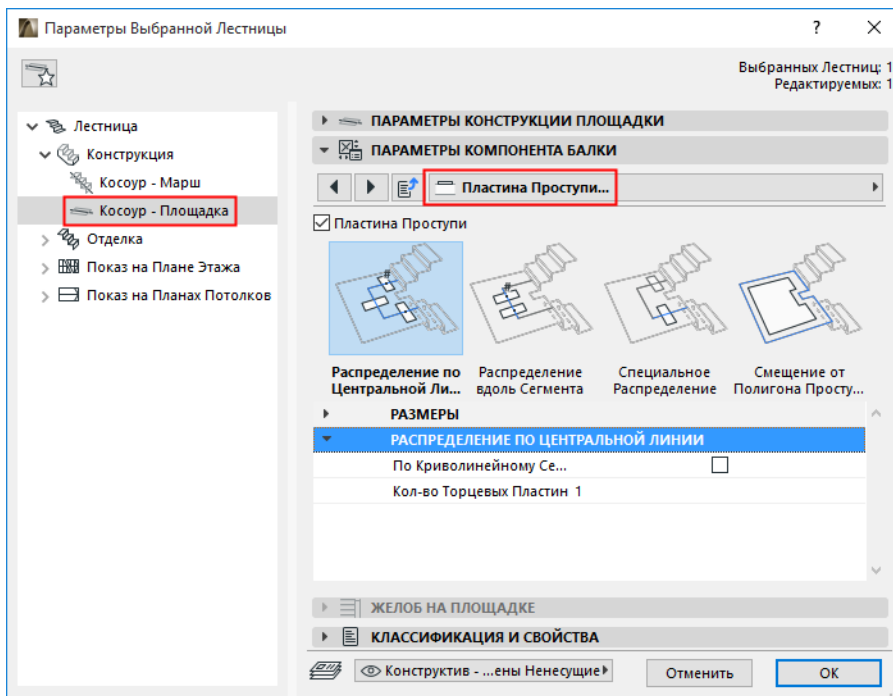 Параметры Выбранной Лестницы
?
Выбранных Лестниц: 1
Редактируемых: 1
Лестница
Конструкция
Косоур - Марш
Косоур - Площадка
Отделка
Показ на Плане Этажа
Показ на Планах Потолков
ПАРАМЕТРЫ КОНСТРУКЦИИ ПЛОЩАДКИ
ПАРАМЕТРЫ КОМПОНЕНТА БАЛКИ
Пластина Проступи...
Пластина Проступи
Распределение по
Центральной Ли...
Распределение
вдоль Сегмента
Специальное
Распределение
Смещение от
Полигона Просту...
РАЗМЕРЫ
РАСПРЕДЕЛЕНИЕ ПО ЦЕНТРАЛЬНОЙ ЛИНИИ
По Криволинейному Се...
Кол-во Торцевых Пластин 1
ЖЕЛОБ НА ПЛОЩАДКЕ
КЛАССИФИКАЦИЯ И СВОЙСТВА
Конструктив - ...ены Ненесущие
Отменить
OK